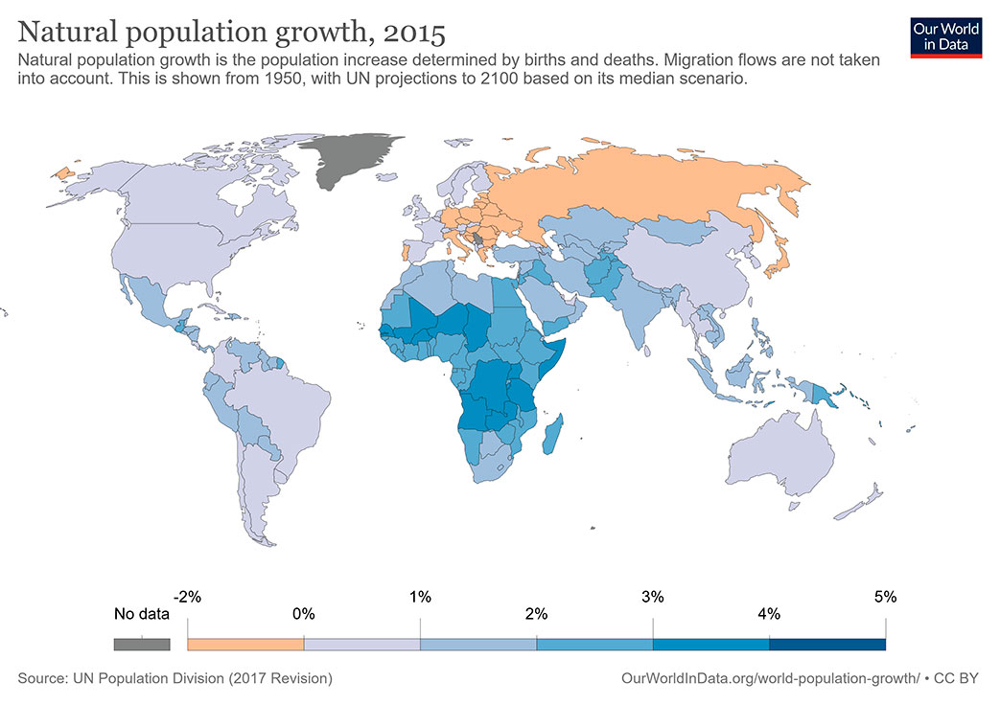 Natural population growth, 2015
Our World
in Data
Natural population growth is the population increase determined by births and deaths. Migration flows are not taken
into account. This is shown from 1950, with UN projections to 2100 based on its median scenario.
No data
-2%
0%
1%
2%
3%
4%
5%
Source: UN Population Division (2017 Revision)
OurWorldInData.org/world-population-growth/ • CC BY